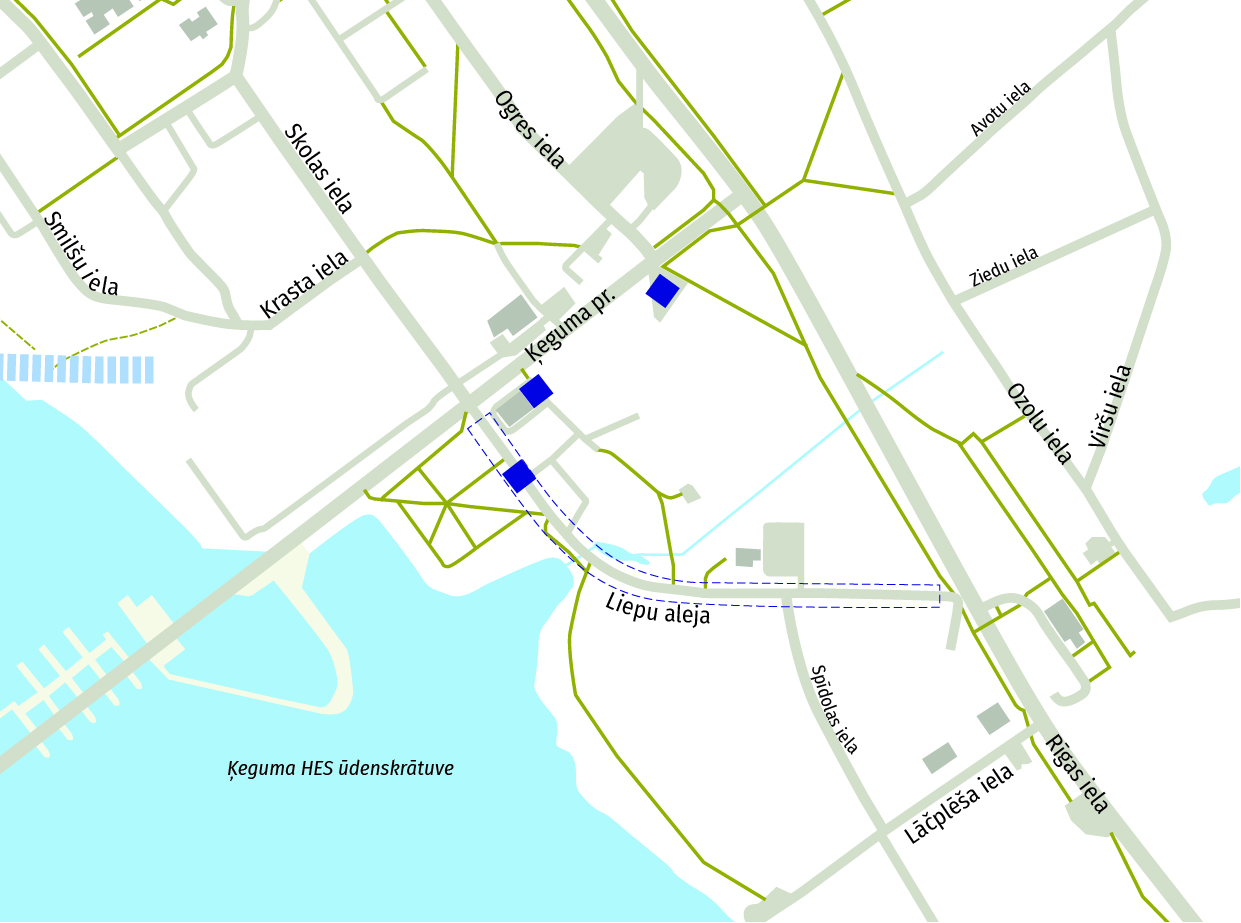 Avotu iela
Ogres iela
Skolas iela
Smilšu iela
Krasta iela
Ziedu iela
Ķeguma pr.
Viršu iela
Ozolu iela
Liepu aleja
Spīdolas iela
Ķeguma HES ūdenskrātuve
Rīgas iela
Lāčplēša iela